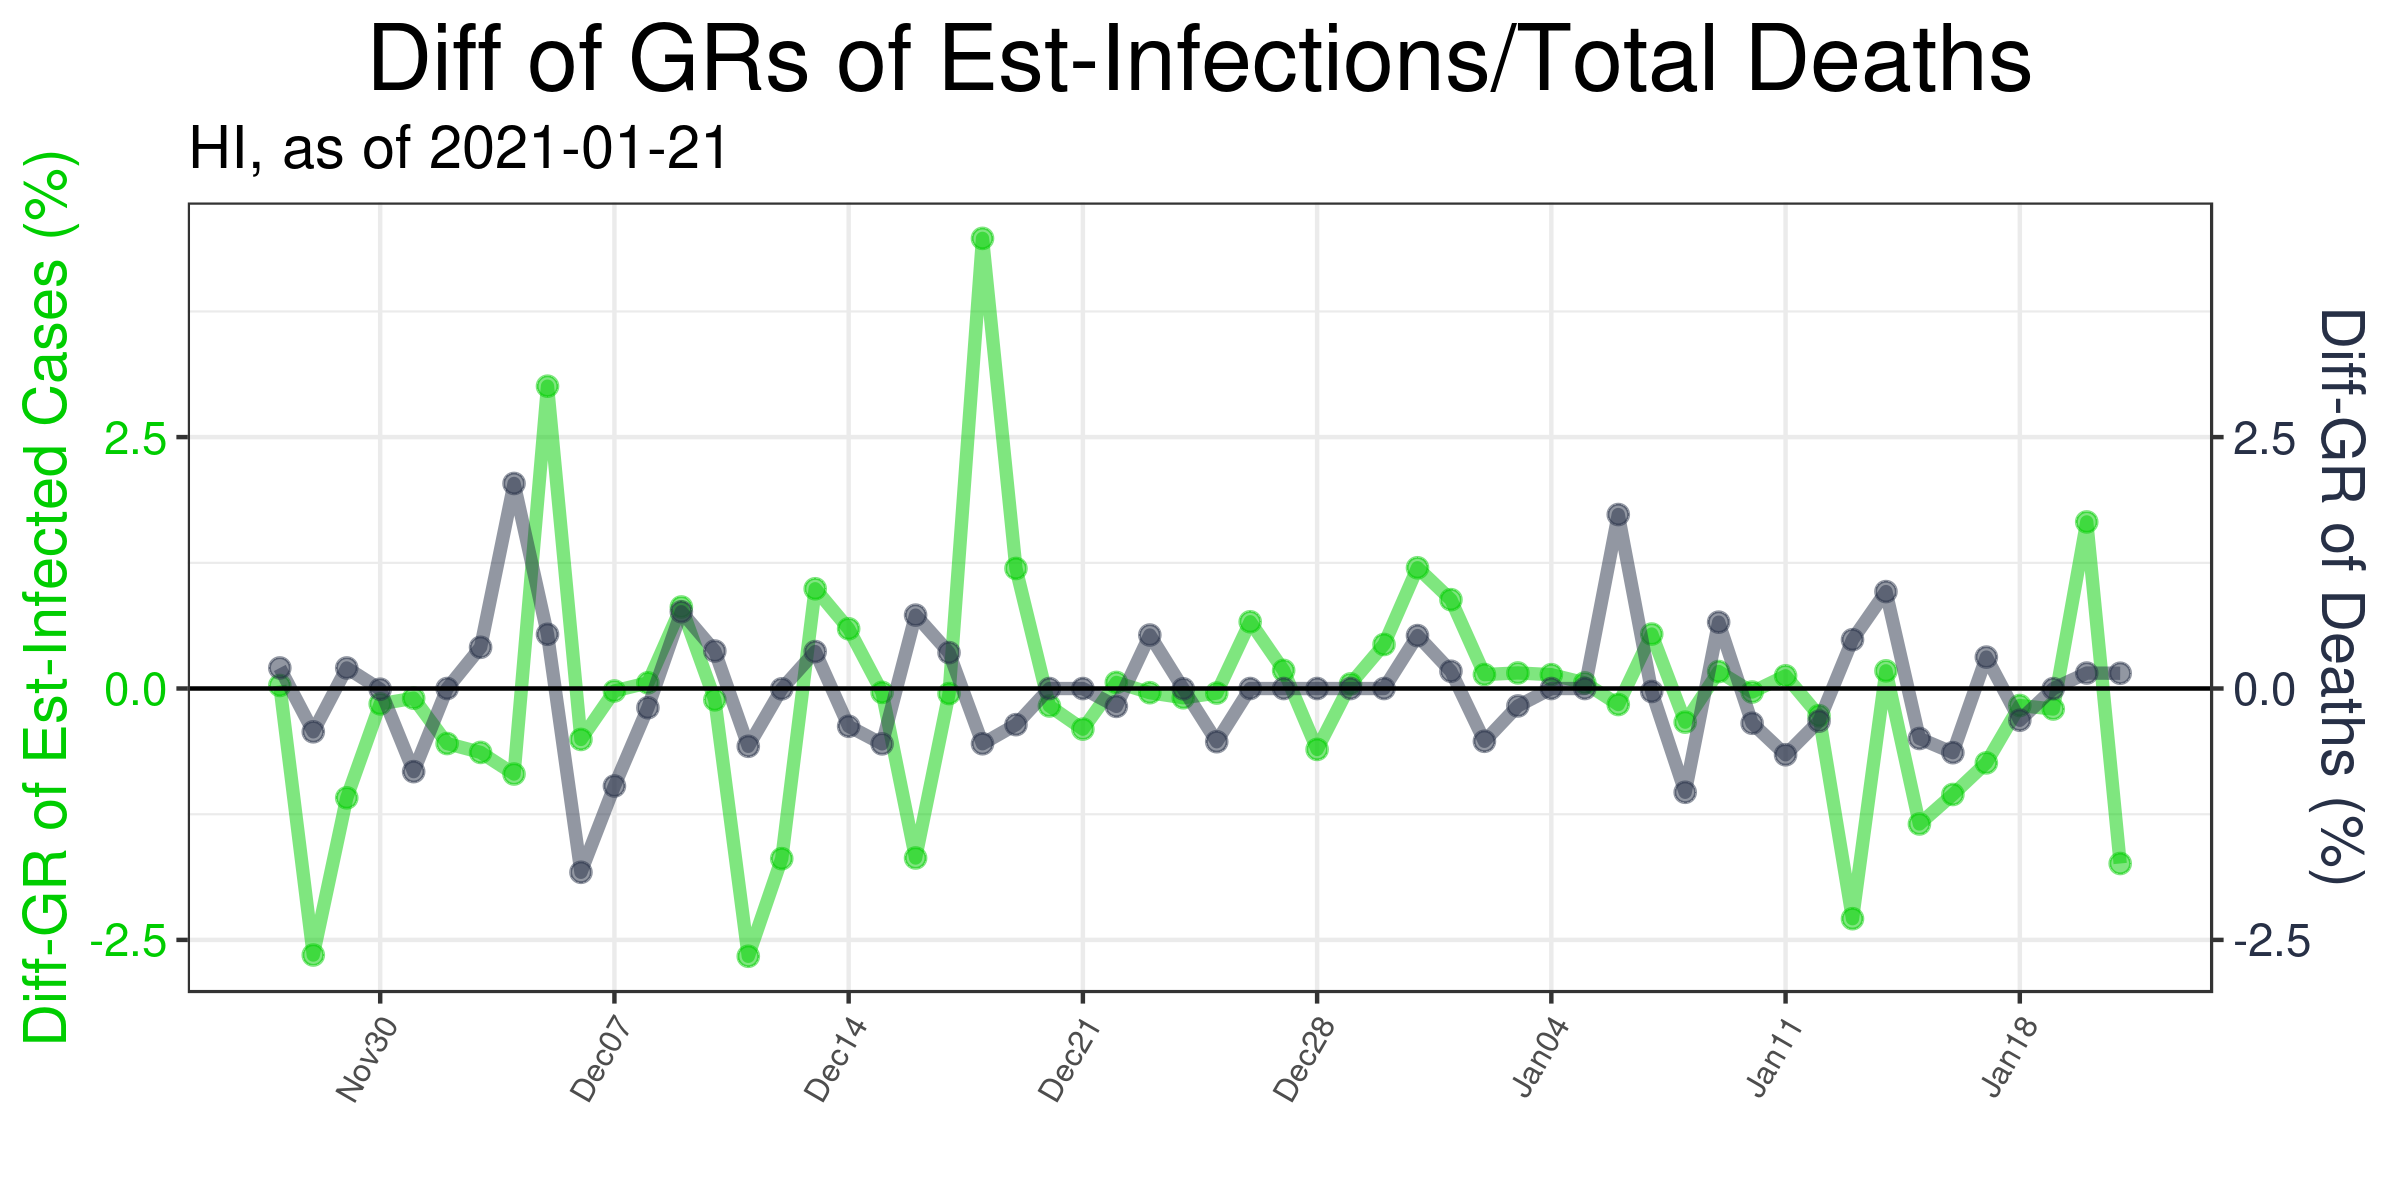 Diff of GRs of Est-Infections/Total Deaths
HI, as of 2021-01-21
Diff-GR of Est-Infected Cases (%)
2.5
0.0
-2.5
2.5
0.0
-2.5
Diff-GR of Deaths (%)
Nov30
Dec07
Dec14
Dec21
Dec28
Jan04
Jan11
Jan18